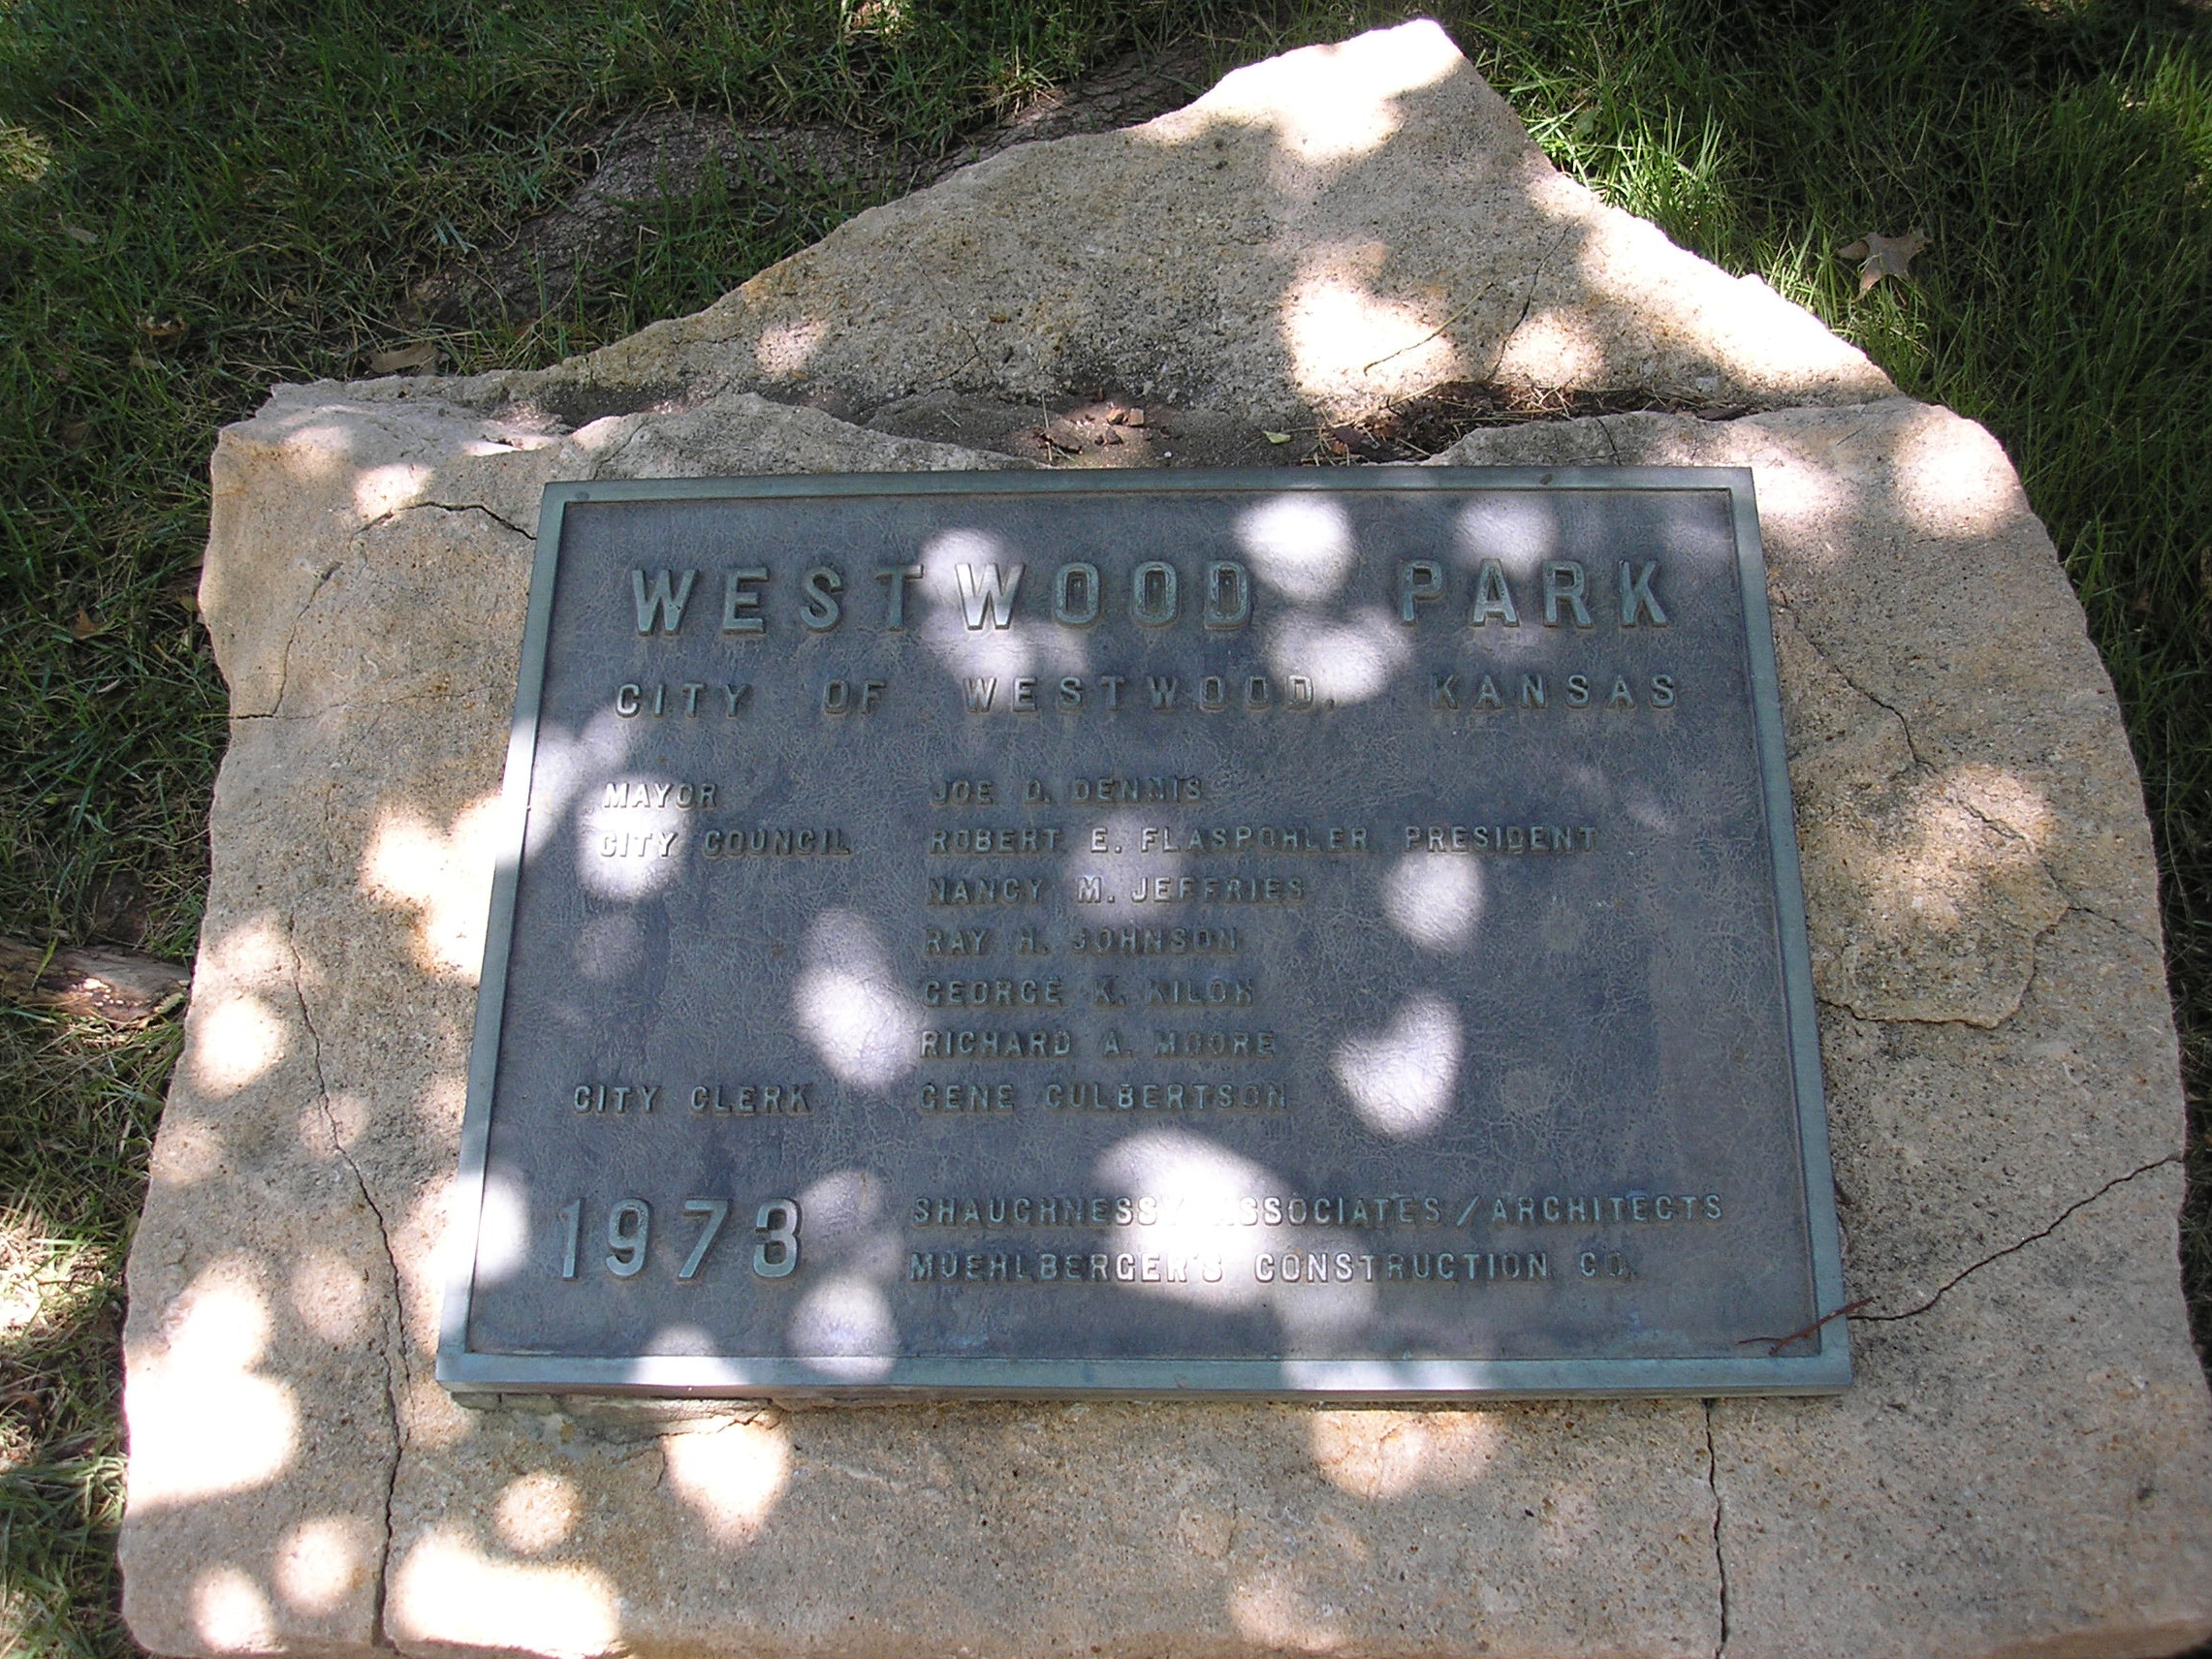 WESTWOOD PARK
CITY OF WESTWOOD, KANSAS
MAYOR JOE D. DENNIS
CITY COUNCIL ROBERT E. FLASPOHLER, PRESIDENT
NANCY M. JEFFRIES
RAY H. JOHNSON
GEORGE K. KILOH
RICHARD A. MOORE
CITY CLERK GENE CULBERTSON
1973 SHAUGHNESSY ASSOCIATES / ARCHITECTS
MUEHLBERGER'S CONSTRUCTION CO.